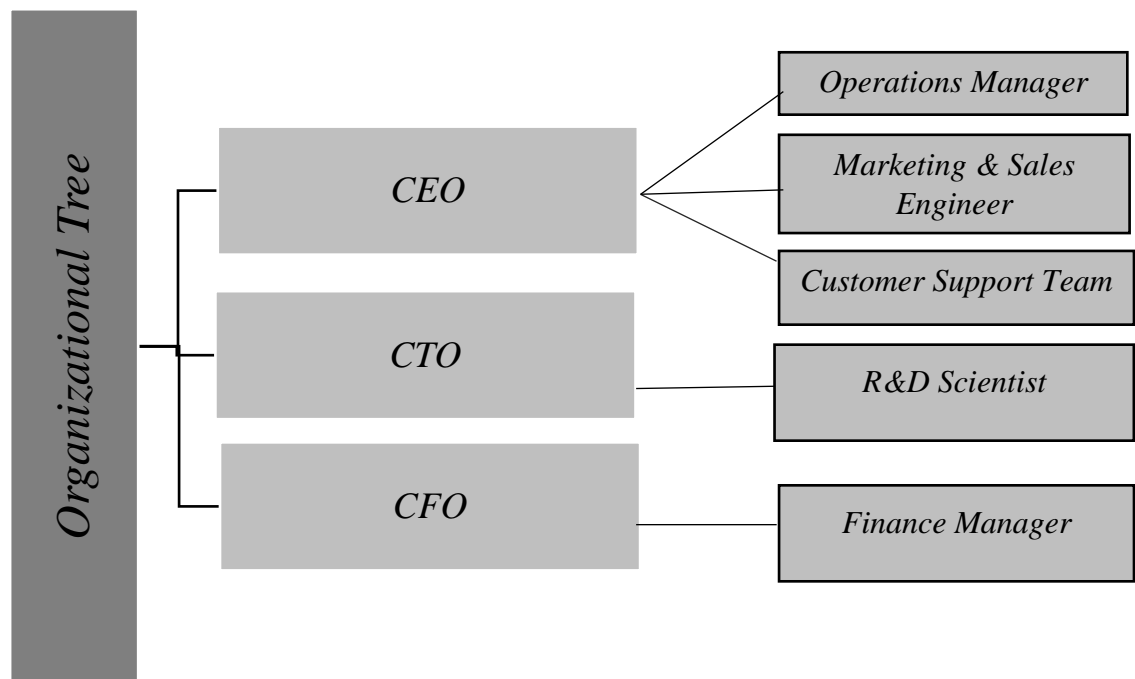 Organizational Tree
CEO
Operations Manager
Marketing & Sales
Engineer
Customer Support Team
CTO
R&D Scientist
CFO
Finance Manager